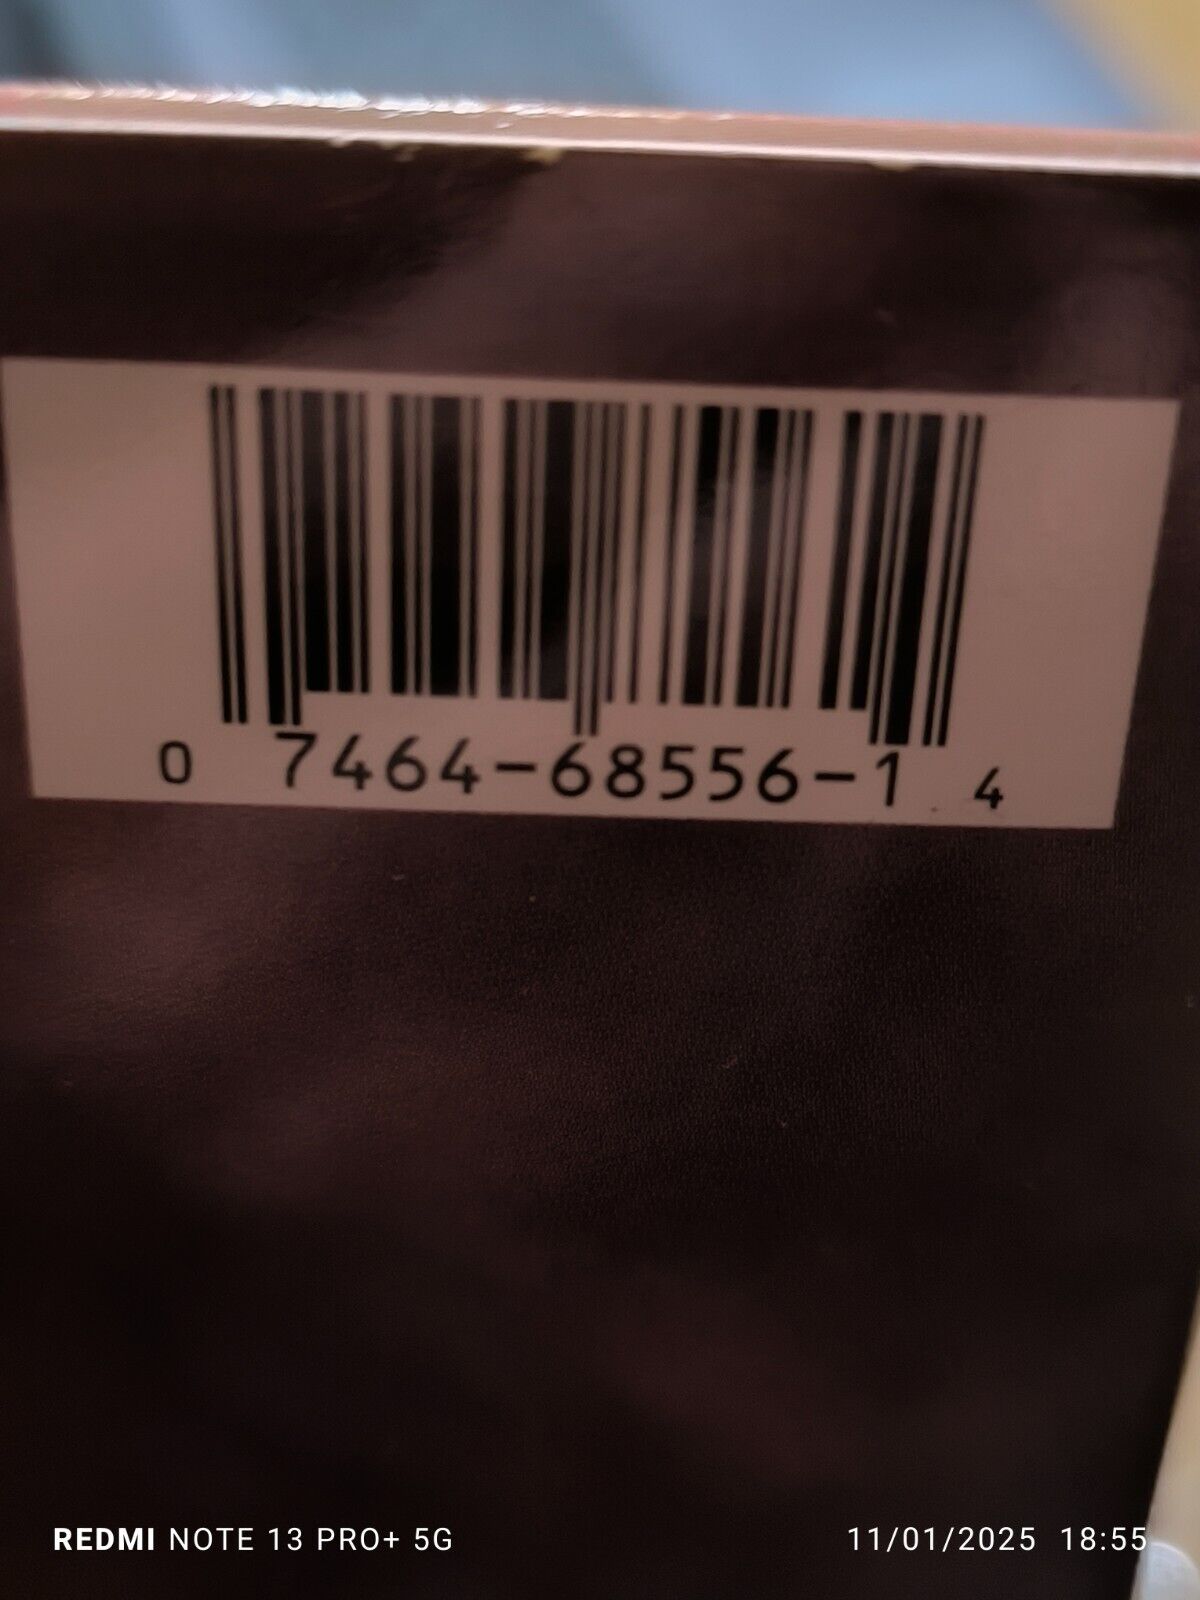 0 7464-68556-1 4
REDMI NOTE 13 PRO+ 5G 11/01/2025 18:55